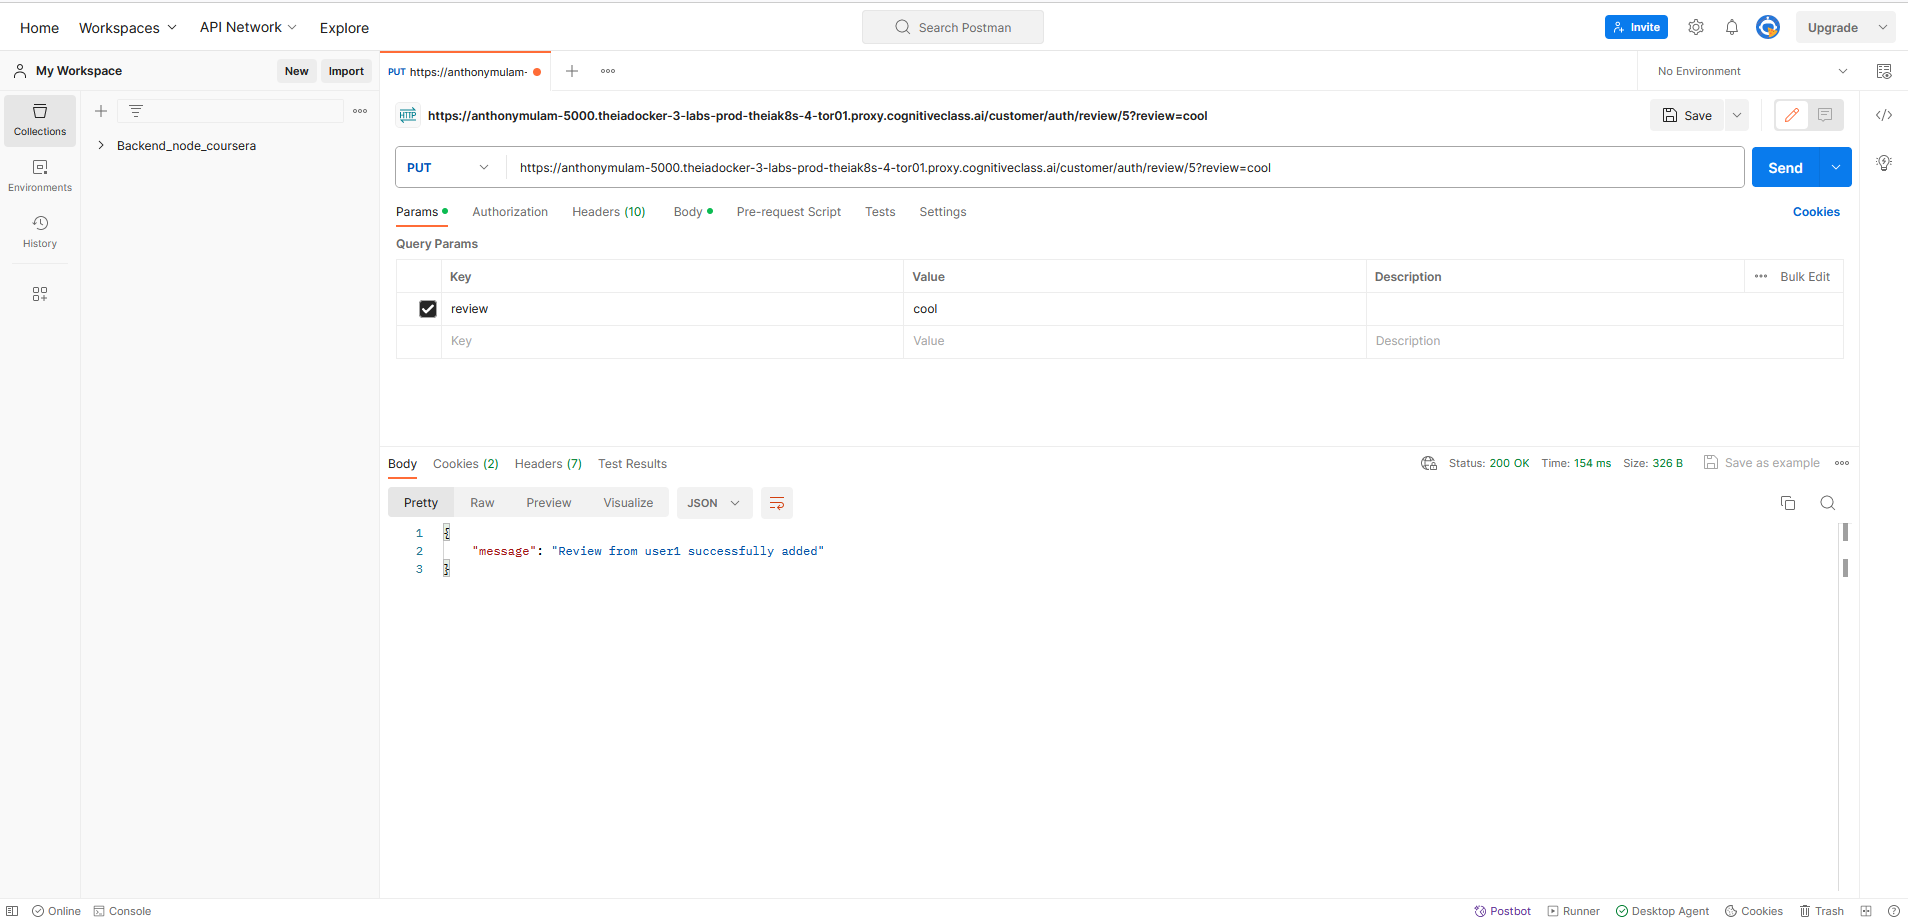 Home Workspaces API Network Explore Search Postman Invite Upgrade
My Workspace New Import PUT https://anthonymulam- No Environment
Collections
Environments
History
Backend_node_coursera
HTTP https://anthonymulam-5000.theiadocker-3-labs-prod-theiak8s-4-tor01.proxy.cognitiveclass.ai/customer/auth/review/5?review=cool Save
PUT https://anthonymulam-5000.theiadocker-3-labs-prod-theiak8s-4-tor01.proxy.cognitiveclass.ai/customer/auth/review/5?review=cool Send
Params Authorization Headers (10) Body Pre-request Script Tests Settings Cookies
Query Params
Key Value Description Bulk Edit
review cool
Key Value Description
Body Cookies (2) Headers (7) Test Results Status: 200 OK Time: 154 ms Size: 326 B Save as example
Pretty Raw Preview Visualize JSON
1 {
2 "message": "Review from user1 successfully added"
3 }
Online Console Postbot Runner Desktop Agent Cookies Trash